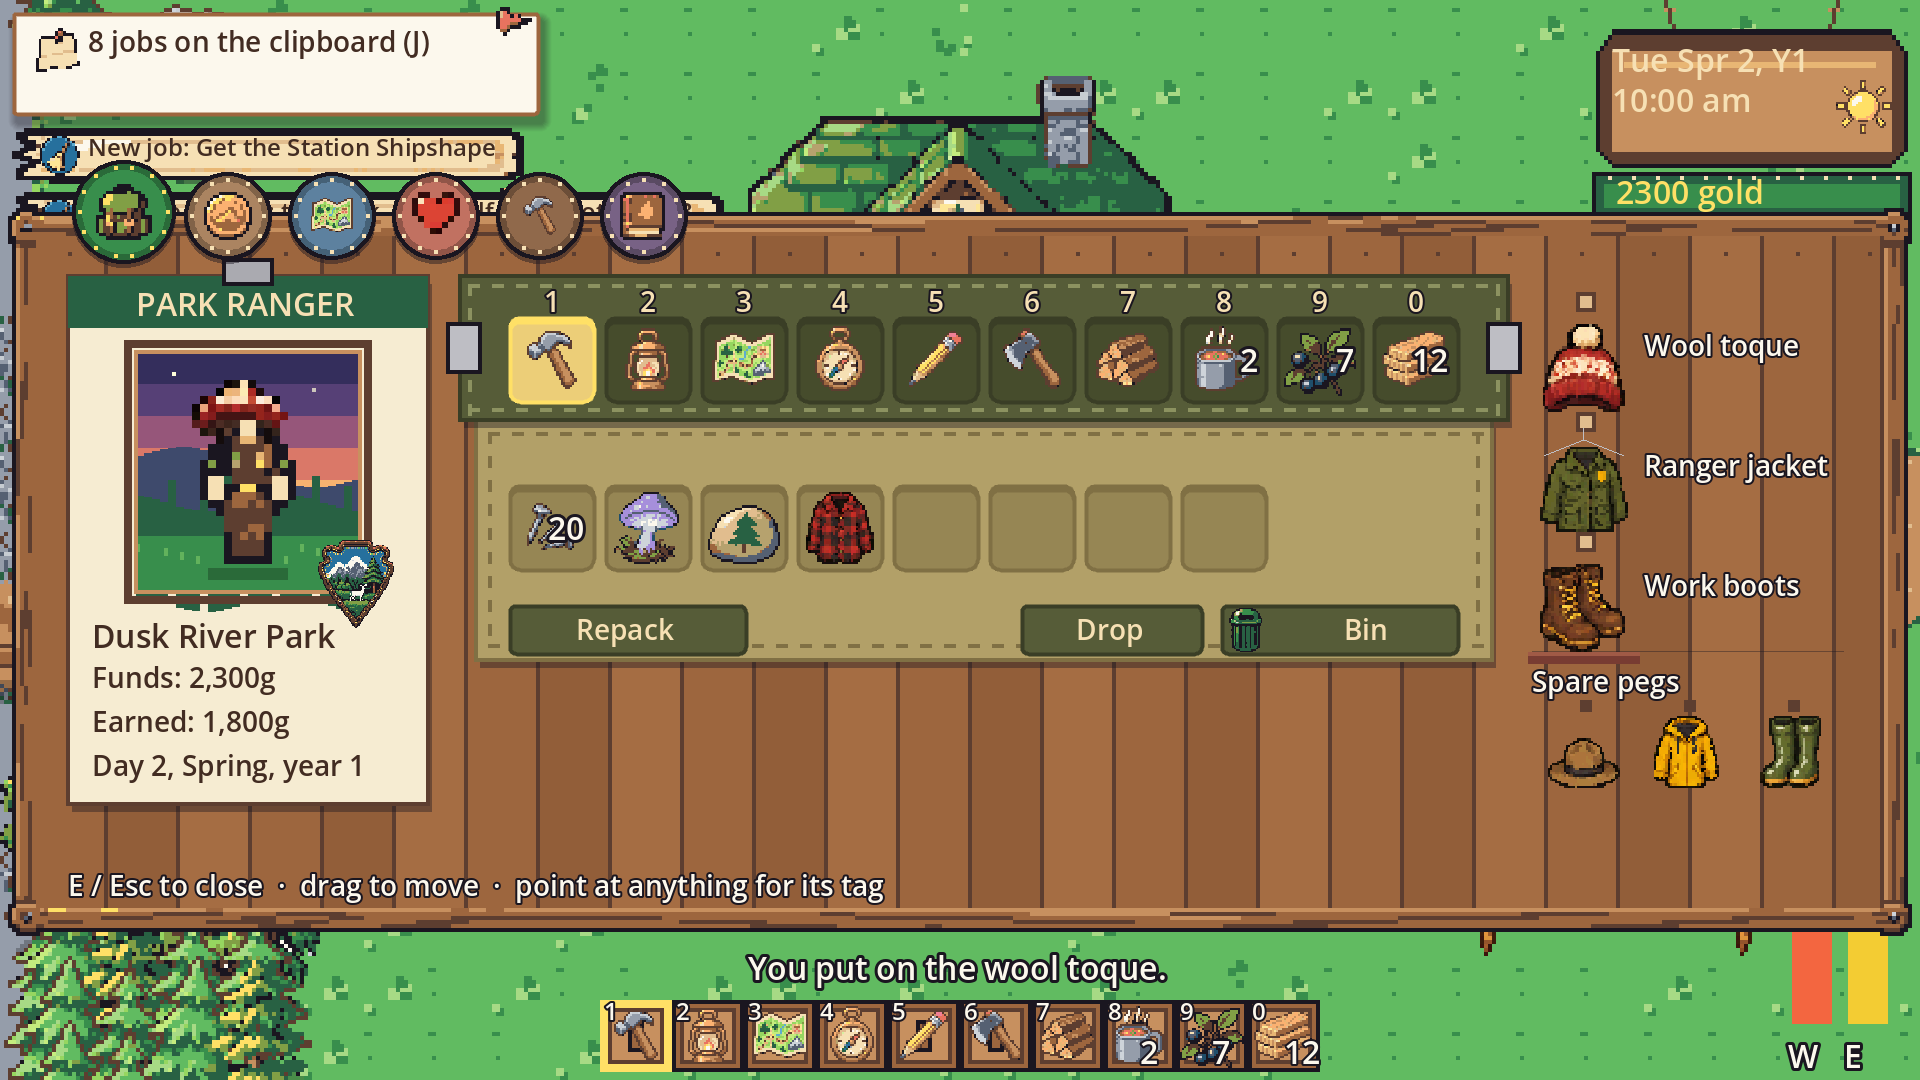 8 jobs on the clipboard (J)
New job: Get the Station Shipshape
Tue Spr 2, Y1
10:00 am
2300 gold
PARK RANGER
Dusk River Park
Funds: 2,300g
Earned: 1,800g
Day 2, Spring, year 1
1 2 3 4 5 6 7 8 9 0
2 7 12
20
Repack
Drop
Bin
Wool toque
Ranger jacket
Work boots
Spare pegs
E / Esc to close · drag to move · point at anything for its tag
You put on the wool toque.
1 2 3 4 5 6 7 8 9 0
2 7 12
W E